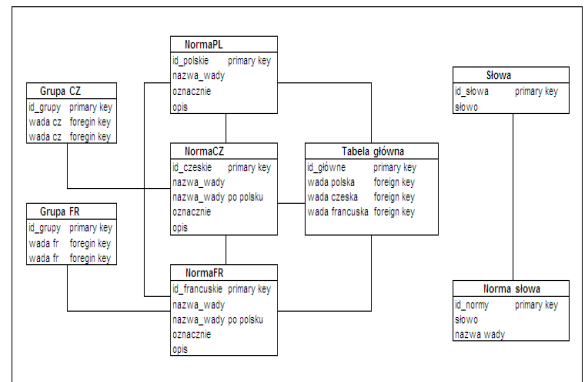 NormaPL
id_polskie primary key
nazwa_wady
oznacznie
opis
Grupa CZ
id_grupy primary key
wada cz foregin key
wada cz foregin key
NormaCZ
id_czeskie primary key
nazwa_wady
nazwa_wady po polsku
oznacznie
opis
Tabela główna
id_główne primary key
wada polska foreign key
wada czeska foreign key
wada francuska foreign key
Grupa FR
id_grupy primary key
wada fr foregin key
wada fr foregin key
NormaFR
id_francuskie primary key
nazwa_wady
nazwa_wady po polsku
oznacznie
opis
Słowa
id_słowa primary key
słowo
Norma słowa
id_normy primary key
słowo
nazwa wady